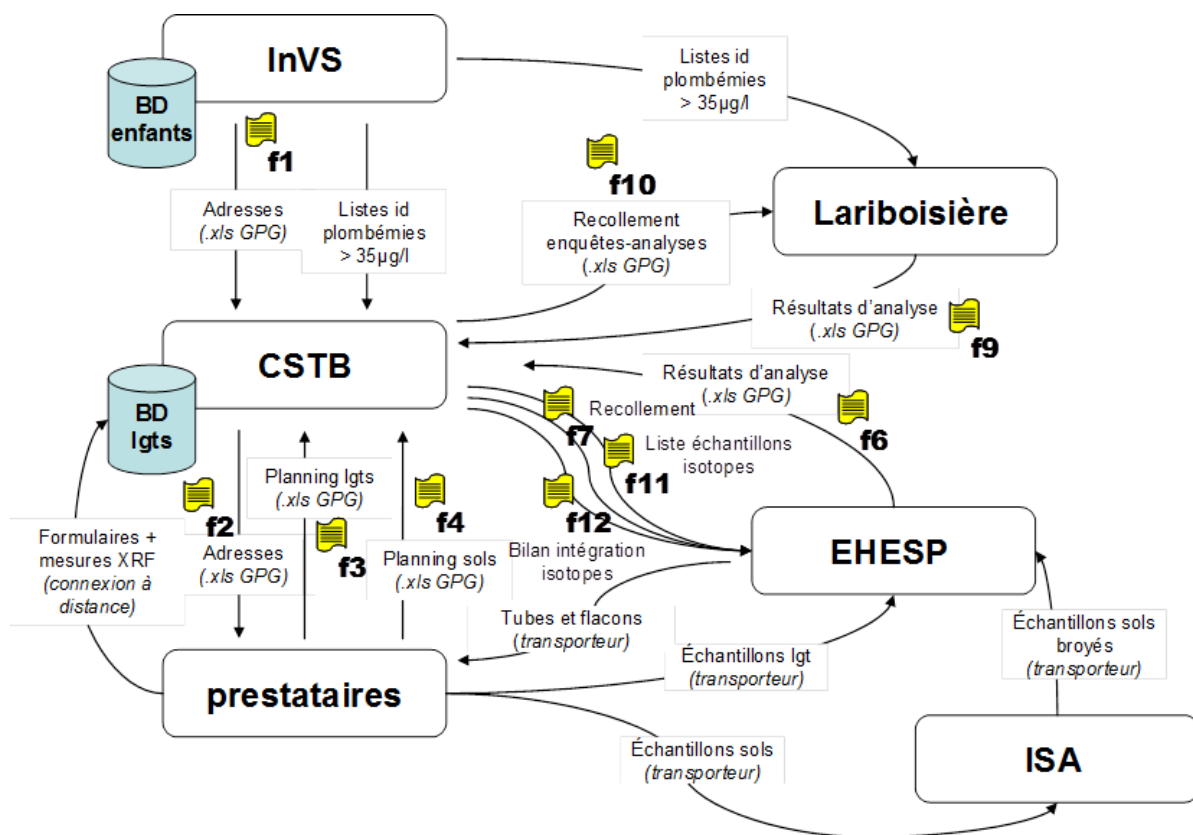 InVS
BD
enfants
f1
Listes id
plombémies
> 35µg/l
Adresses
(.xls GPG)
Listes id
plombémies
> 35µg/l
f10
Recollement
enquêtes-analyses
(.xls GPG)
Lariboisière
Résultats d'analyse
(.xls GPG)
f9
CSTB
BD
lgts
Résultats d'analyse
(.xls GPG)
f6
f7
Recollement
Liste échantillons
isotopes
f11
f2
Adresses
(.xls GPG)
Planning lgts
(.xls GPG)
f3
f4
Planning sols
(.xls GPG)
f12
Bilan intégration
isotopes
Formulaires +
mesures XRF
(connexion à
distance)
EHESP
Tubes et flacons
(transporteur)
Échantillons lgt
(transporteur)
Échantillons sols
broyés
(transporteur)
prestataires
Échantillons sols
(transporteur)
ISA